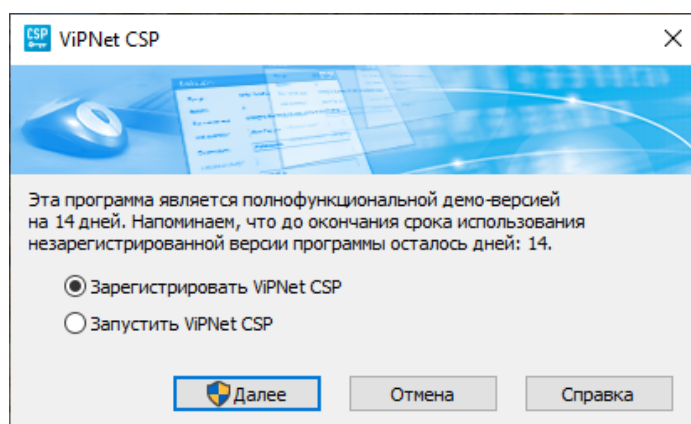 CSP
ViPNet CSP
Эта программа является полнофункциональной демо-версией
на 14 дней. Напоминаем, что до окончания срока использования
незарегистрированной версии программы осталось дней: 14.
Зарегистрировать ViPNet CSP
Запустить ViPNet CSP
Далее
Отмена
Справка